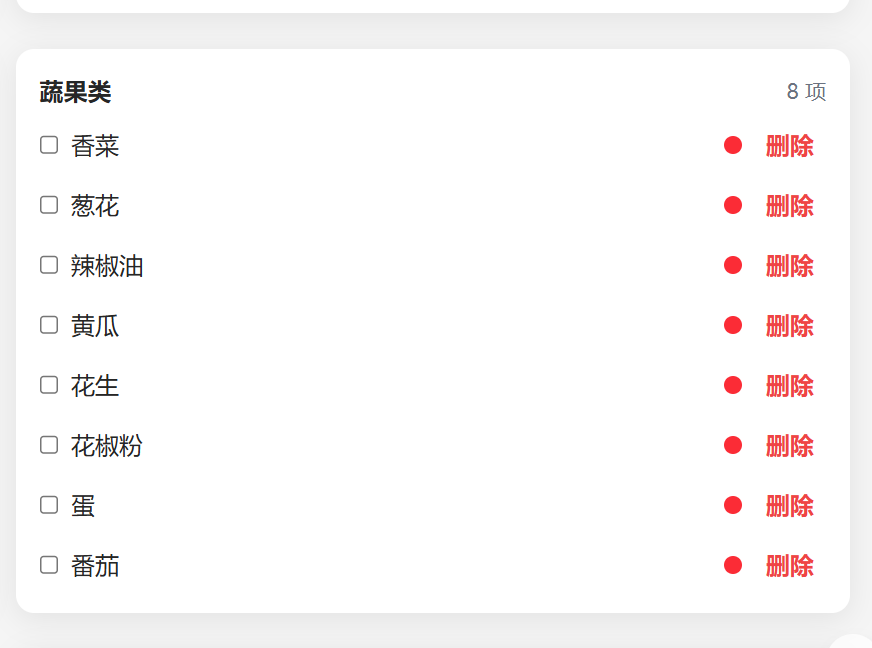 蔬果类 8 项
香菜 删除
葱花 删除
辣椒油 删除
黄瓜 删除
花生 删除
花椒粉 删除
蛋 删除
番茄 删除